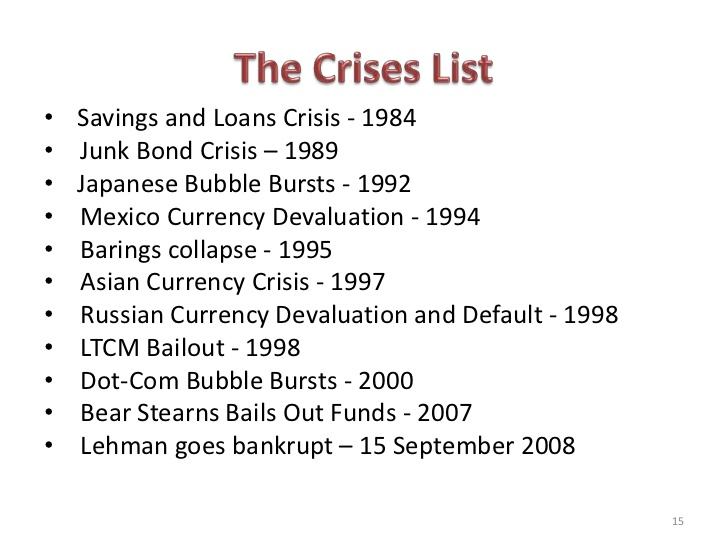 The Crises List
• Savings and Loans Crisis - 1984
• Junk Bond Crisis – 1989
• Japanese Bubble Bursts - 1992
• Mexico Currency Devaluation - 1994
• Barings collapse - 1995
• Asian Currency Crisis - 1997
• Russian Currency Devaluation and Default - 1998
• LTCM Bailout - 1998
• Dot-Com Bubble Bursts - 2000
• Bear Stearns Bails Out Funds - 2007
• Lehman goes bankrupt – 15 September 2008
15